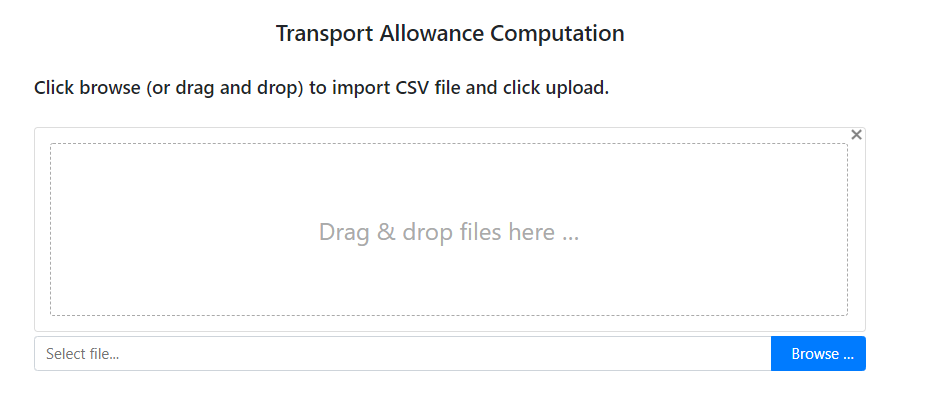 Transport Allowance Computation
Click browse (or drag and drop) to import CSV file and click upload.
Drag & drop files here ...
Select file...
Browse ...